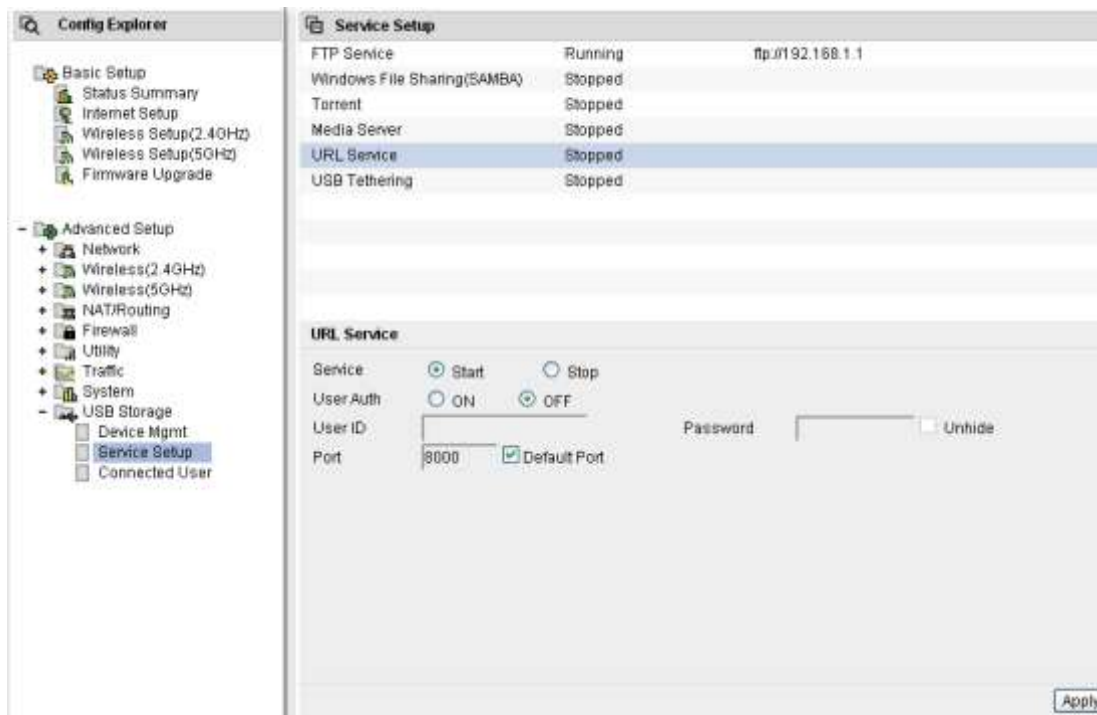 Config Explorer
Basic Setup
Status Summary
Internet Setup
Wireless Setup(2.4GHz)
Wireless Setup(5GHz)
Firmware Upgrade
Advanced Setup
Network
Wireless(2.4GHz)
Wireless(5GHz)
NAT/Routing
Firewall
Utility
Traffic
System
USB Storage
Device Mgmt
Service Setup
Connected User
Service Setup
FTP Service Running ftp://192.168.1.1
Windows File Sharing(SAMBA) Stopped
Torrent Stopped
Media Server Stopped
URL Service Stopped
USB Tethering Stopped
URL Service
Service Start Stop
User Auth ON OFF
User ID Password Unhide
Port 8000 Default Port
Apply